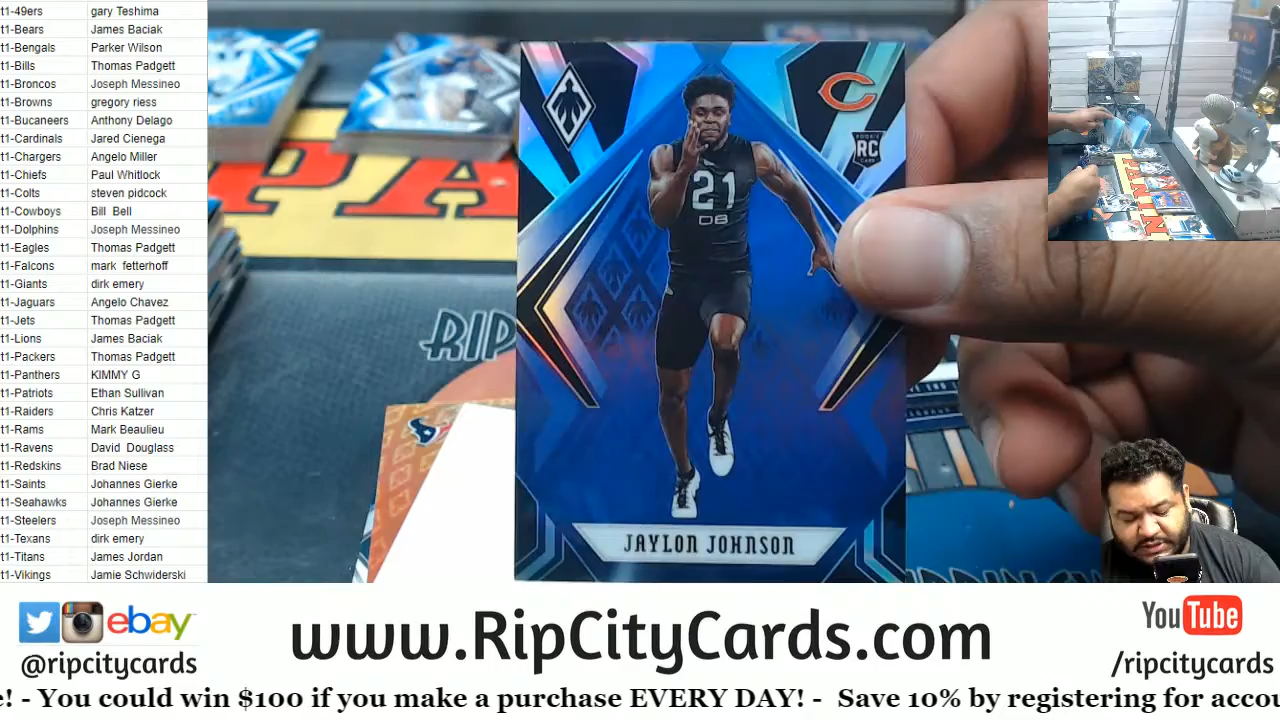 t1-49ers gary Teshima
t1-Bears James Baciak
t1-Bengals Parker Wilson
t1-Bills Thomas Padgett
t1-Broncos Joseph Messineo
t1-Browns gregory riess
t1-Bucaneers Anthony Delago
t1-Cardinals Jared Cienega
t1-Chargers Angelo Miller
t1-Chiefs Paul Whitlock
t1-Colts steven pidcock
t1-Cowboys Bill Bell
t1-Dolphins Joseph Messineo
t1-Eagles Thomas Padgett
t1-Falcons mark fetterhoff
t1-Giants dirk emery
t1-Jaguars Angelo Chavez
t1-Jets Thomas Padgett
t1-Lions James Baciak
t1-Packers Thomas Padgett
t1-Panthers KIMMY G
t1-Patriots Ethan Sullivan
t1-Raiders Chris Katzer
t1-Rams Mark Beaulieu
t1-Ravens David Douglass
t1-Redskins Brad Niese
t1-Saints Johannes Gierke
t1-Seahawks Johannes Gierke
t1-Steelers Joseph Messineo
t1-Texans dirk emery
t1-Titans James Jordan
t1-Vikings Jamie Schwiderski
PA
RIP
C
ROOKIE
RC
CARD
21
DB
JAYLON JOHNSON
PANINI
ebay
@ripcitycards
www.RipCityCards.com
YouTube
/ripcitycards
e! - You could win $100 if you make a purchase EVERY DAY! - Save 10% by registering for accou